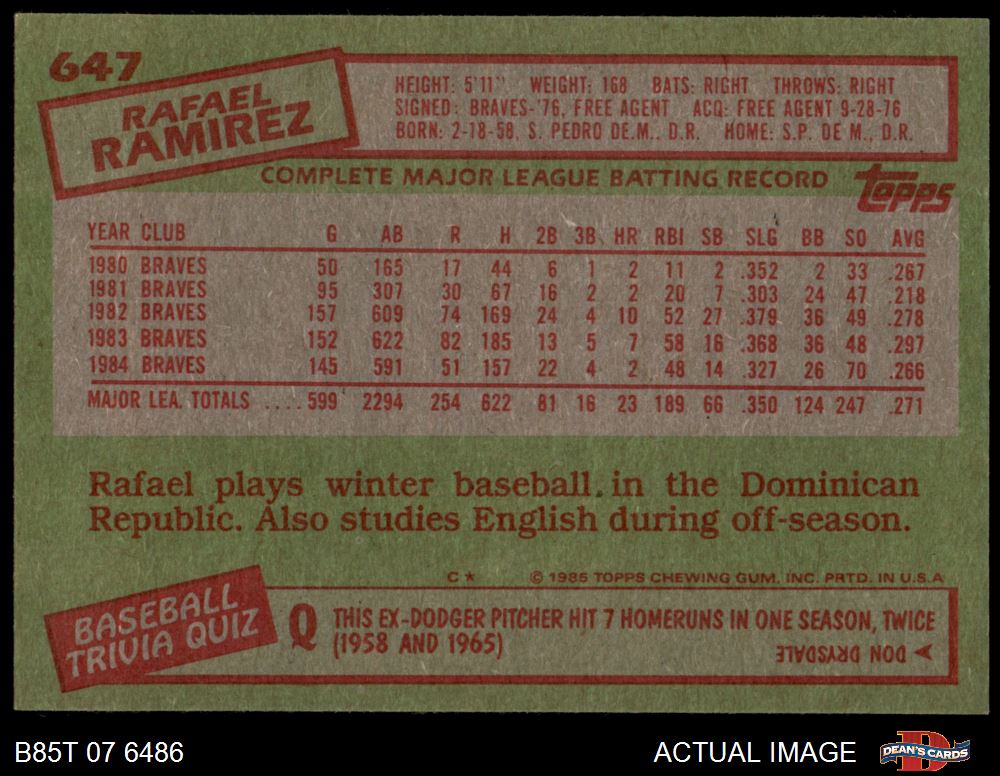 647
RAFAEL
RAMIREZ
HEIGHT: 5'11" WEIGHT: 168 BATS: RIGHT THROWS: RIGHT
SIGNED: BRAVES-'76, FREE AGENT ACQ: FREE AGENT 9-28-76
BORN: 2-18-58, S. PEDRO DE.M., D.R. HOME: S.P. DE M., D.R.
COMPLETE MAJOR LEAGUE BATTING RECORD
topps
YEAR CLUB G AB R H 2B 3B HR RBI SB SLG BB SO AVG
1980 BRAVES 50 165 17 44 6 1 2 11 2 .352 2 33 .267
1981 BRAVES 95 307 30 67 16 2 2 20 7 .303 24 47 .218
1982 BRAVES 157 609 74 169 24 4 10 52 27 .379 36 49 .278
1983 BRAVES 152 622 82 185 13 5 7 58 16 .368 36 48 .297
1984 BRAVES 145 591 51 157 22 4 2 48 14 .327 26 70 .266
MAJOR LEA. TOTALS .... 599 2294 254 622 81 16 23 189 66 .350 124 247 .271
Rafael plays winter baseball in the Dominican
Republic. Also studies English during off-season.
C* © 1985 TOPPS CHEWING GUM. INC. PRTD. IN U.S.A
BASEBALL
TRIVIA QUIZ
Q THIS EX-DODGER PITCHER HIT 7 HOMERUNS IN ONE SEASON, TWICE
(1958 AND 1965)
A DON DRYSDALE
B85T 07 6486
ACTUAL IMAGE
D
DEAN'S CARDS